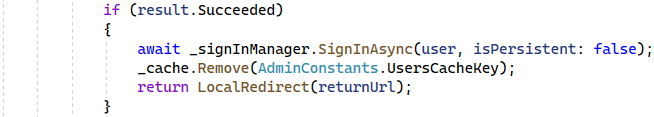 if (result.Succeeded)
{
await _signInManager.SignInAsync(user, isPersistent: false);
_cache.Remove(AdminConstants.UsersCacheKey);
return LocalRedirect(returnUrl);
}